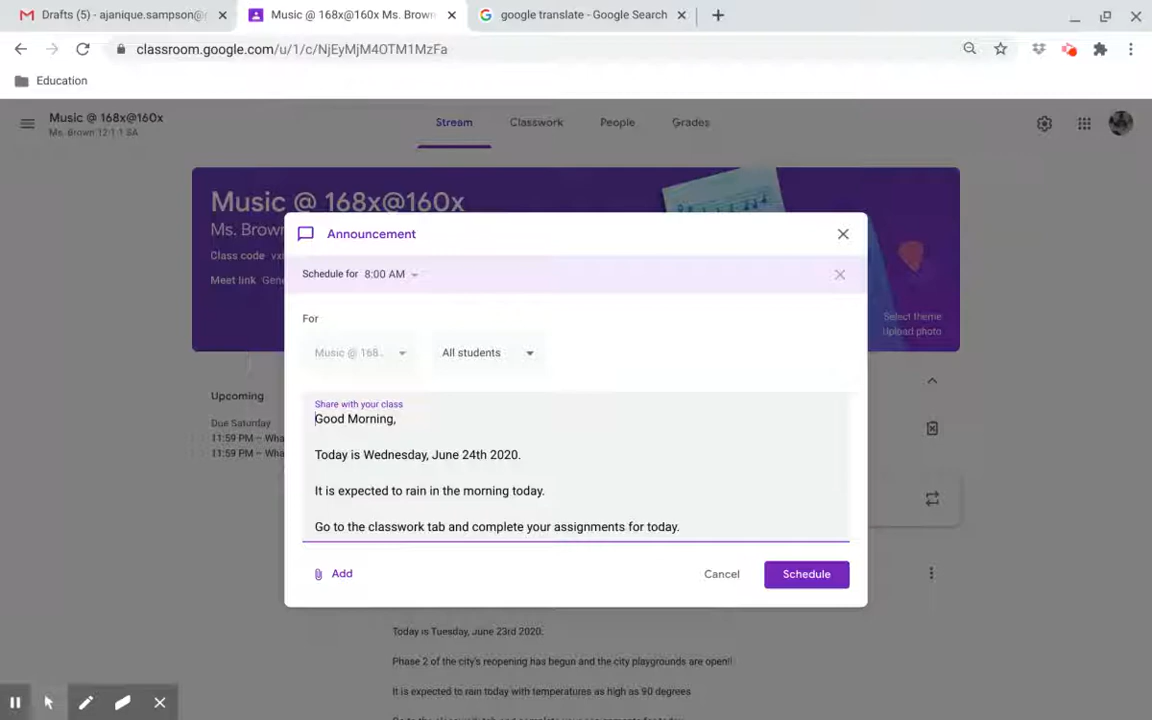 Drafts (5) - ajanique.sampson@
Music @ 168x@160x Ms. Brown
google translate - Google Search
classroom.google.com/u/1/c/NjEyMjM4OTM1MzFa
Education
Music @ 168x@160x
Ms. Brown 12:1:1 SA
Stream
Classwork
People
Grades
Music @ 168x@160x
Ms. Brown
Class code
Meet link
Select theme
Upload photo
Announcement
Schedule for 8:00 AM
For
Music @ 168..
All students
Share with your class
Good Morning,
Today is Wednesday, June 24th 2020.
It is expected to rain in the morning today.
Go to the classwork tab and complete your assignments for today.
Add
Cancel
Schedule
Upcoming
Due Saturday
11:59 PM – Wha
11:59 PM – Wha
Today is Tuesday, June 23rd 2020.
Phase 2 of the city's reopening has begun and the city playgrounds are open!!
It is expected to rain today with temperatures as high as 90 degrees